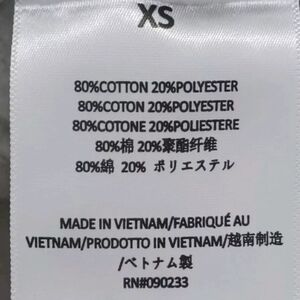 XS
80%COTTON 20%POLYESTER
80%COTON 20%POLYESTER
80%COTONE 20%POLIESTERE
80%棉 20%聚酯纤维
80%綿 20% ポリエステル
MADE IN VIETNAM/FABRIQUÉ AU
VIETNAM/PRODOTTO IN VIETNAM/越南制造
/ベトナム製
RN#090233